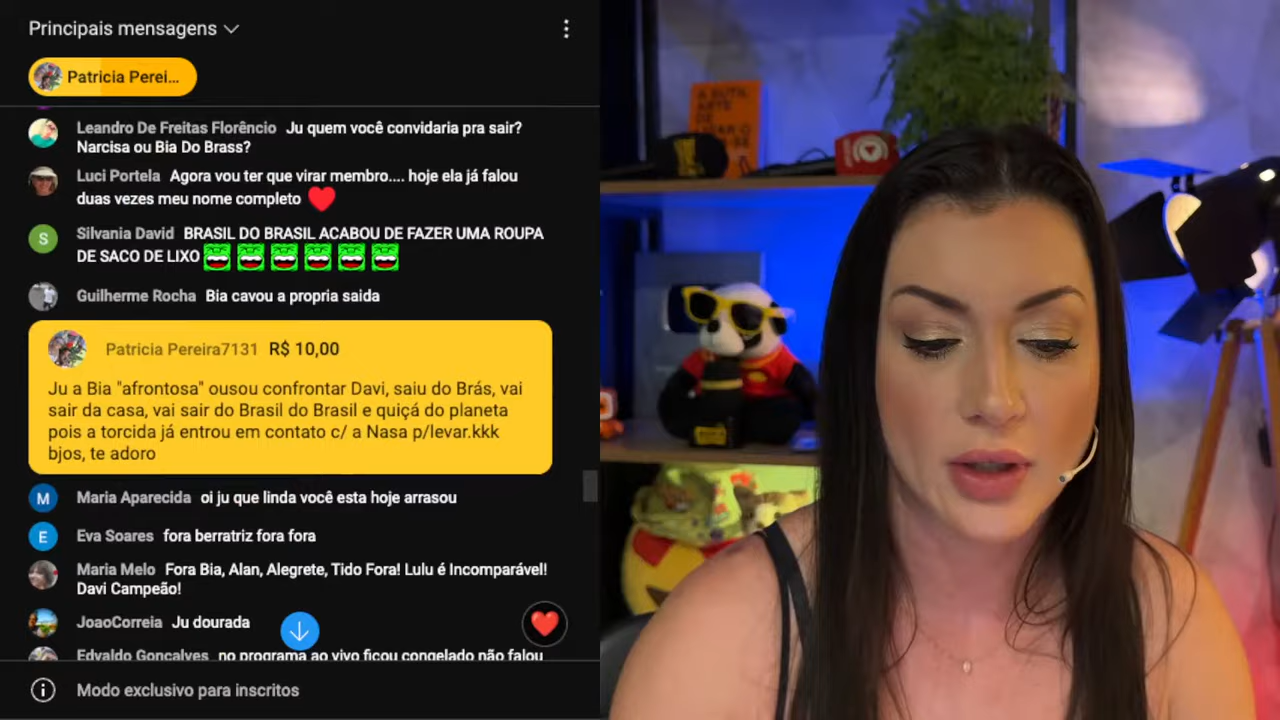 Principais mensagens
Patricia Perei...
Leandro De Freitas Florêncio Ju quem você convidaria pra sair?
Narcisa ou Bia Do Brass?
Luci Portela Agora vou ter que virar membro.... hoje ela já falou
duas vezes meu nome completo ❤️
S Silvania David BRASIL DO BRASIL ACABOU DE FAZER UMA ROUPA
DE SACO DE LIXO
Guilherme Rocha Bia cavou a propria saida
Patricia Pereira7131 R$ 10,00
Ju a Bia "afrontosa" ousou confrontar Davi, saiu do Brás, vai
sair da casa, vai sair do Brasil do Brasil e quiçá do planeta
pois a torcida já entrou em contato c/ a Nasa p/levar.kkk
bjos, te adoro
M Maria Aparecida oi ju que linda você esta hoje arrasou
E Eva Soares fora berratriz fora fora
Maria Melo Fora Bia, Alan, Alegrete, Tido Fora! Lulu é Incomparável!
Davi Campeão!
JoaoCorreia Ju dourada
Edvaldo Gonçalves no programa ao vivo ficou congelado não falou
Modo exclusivo para inscritos
A SUTIL
ARTE
DE
LIGAR O